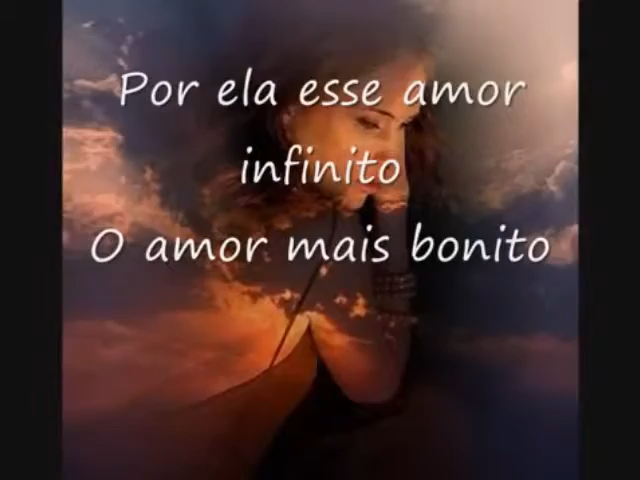 Por ela esse amor
infinito
O amor mais bonito